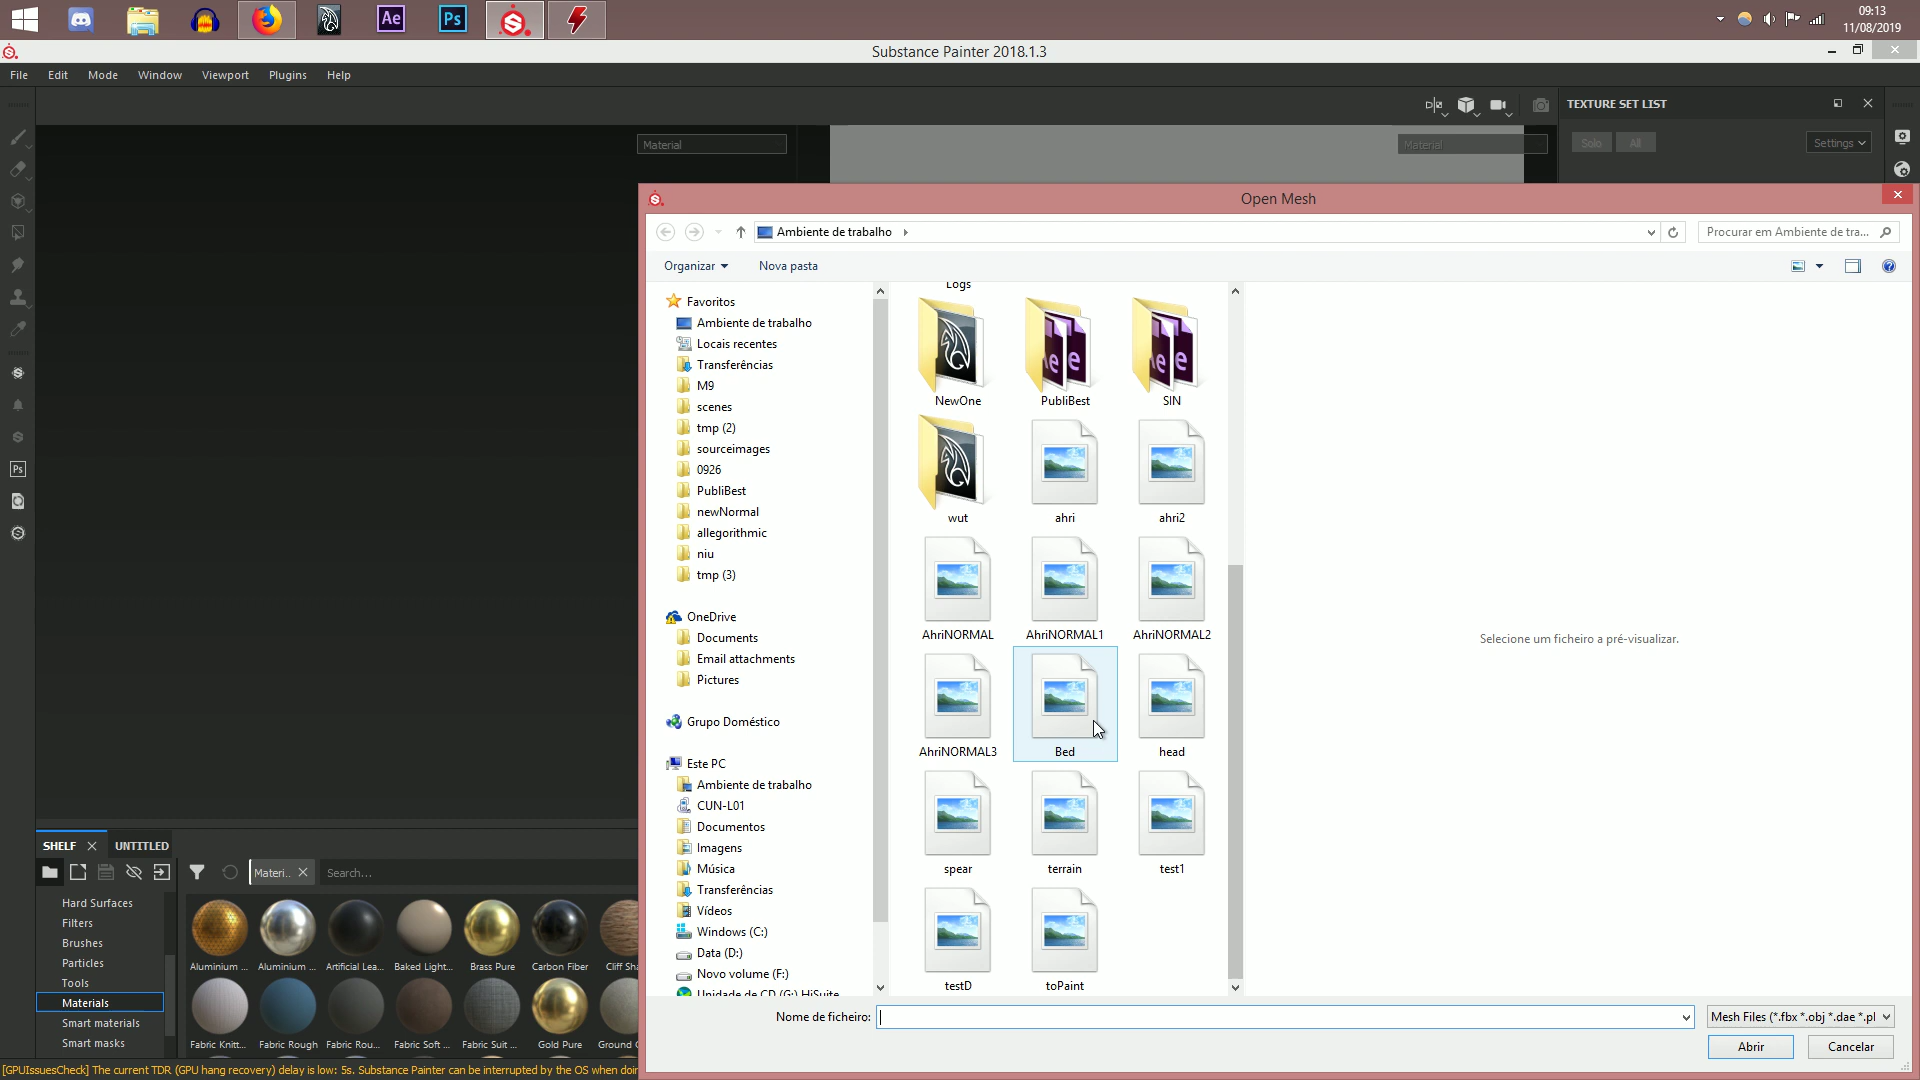 Ae
Ps
09:13
11/08/2019
Substance Painter 2018.1.3
File Edit Mode Window Viewport Plugins Help
TEXTURE SET LIST
Material
Material
Solo All Settings
Open Mesh
Ambiente de trabalho
Procurar em Ambiente de tra...
Organizar Nova pasta
Favoritos
Ambiente de trabalho
Locais recentes
Transferências
M9
scenes
tmp (2)
sourceimages
0926
PubliBest
newNormal
allegorithmic
niu
tmp (3)
OneDrive
Documents
Email attachments
Pictures
Grupo Doméstico
Este PC
Ambiente de trabalho
CUN-L01
Documentos
Imagens
Música
Transferências
Vídeos
Windows (C:)
Data (D:)
Novo volume (F:)
Unidade de CD (G:) HiSuite
Logs
NewOne PubliBest SIN
wut ahri ahri2
AhriNORMAL AhriNORMAL1 AhriNORMAL2
AhriNORMAL3 Bed head
spear terrain test1
testD toPaint
Selecione um ficheiro a pré-visualizar.
Nome de ficheiro:
Mesh Files (*.fbx *.obj *.dae *.pl
Abrir Cancelar
Ps
SHELF UNTITLED
Materi.. Search...
Hard Surfaces
Filters
Brushes
Particles
Tools
Materials
Smart materials
Smart masks
Aluminium ... Aluminium ... Artificial Lea... Baked Light... Brass Pure Carbon Fiber Cliff Sha
Fabric Knitt... Fabric Rough Fabric Rou... Fabric Soft ... Fabric Suit ... Gold Pure Ground G
[GPUIssuesCheck] The current TDR (GPU hang recovery) delay is low: 5s. Substance Painter can be interrupted by the OS when doin